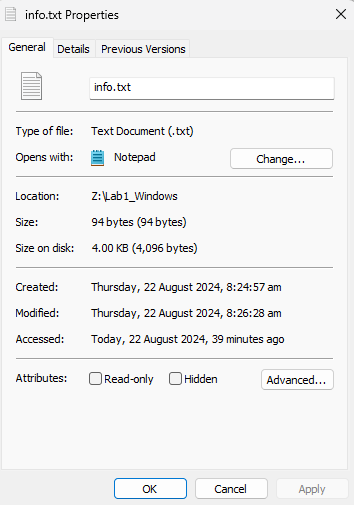 info.txt Properties
General Details Previous Versions
info.txt
Type of file: Text Document (.txt)
Opens with: Notepad Change...
Location: Z:\Lab1_Windows
Size: 94 bytes (94 bytes)
Size on disk: 4.00 KB (4,096 bytes)
Created: Thursday, 22 August 2024, 8:24:57 am
Modified: Thursday, 22 August 2024, 8:26:28 am
Accessed: Today, 22 August 2024, 39 minutes ago
Attributes: Read-only Hidden Advanced...
OK Cancel Apply